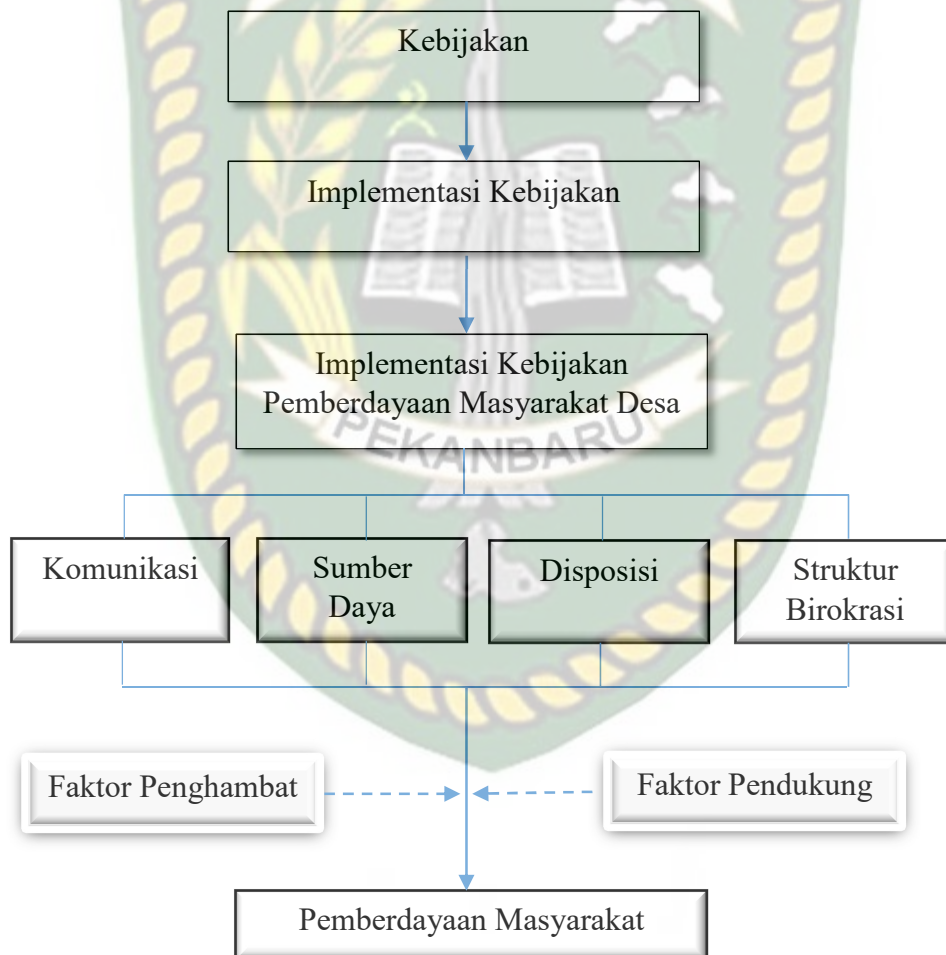 Kebijakan
Implementasi Kebijakan
Implementasi Kebijakan
Pemberdayaan Masyarakat Desa
PEKANBARU
Komunikasi
Sumber
Daya
Disposisi
Struktur
Birokrasi
Faktor Penghambat
Faktor Pendukung
Pemberdayaan Masyarakat